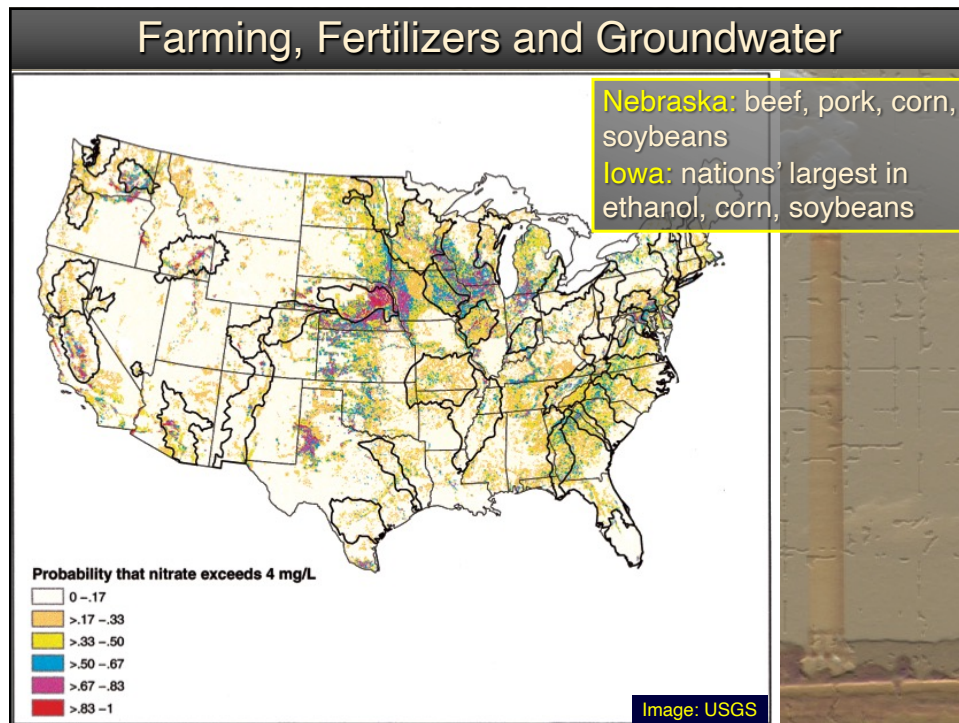 Farming, Fertilizers and Groundwater
Nebraska: beef, pork, corn,
soybeans
Iowa: nations' largest in
ethanol, corn, soybeans
Probability that nitrate exceeds 4 mg/L
0 –.17
>.17 –.33
>.33 –.50
>.50 –.67
>.67 –.83
>.83 –1
Image: USGS